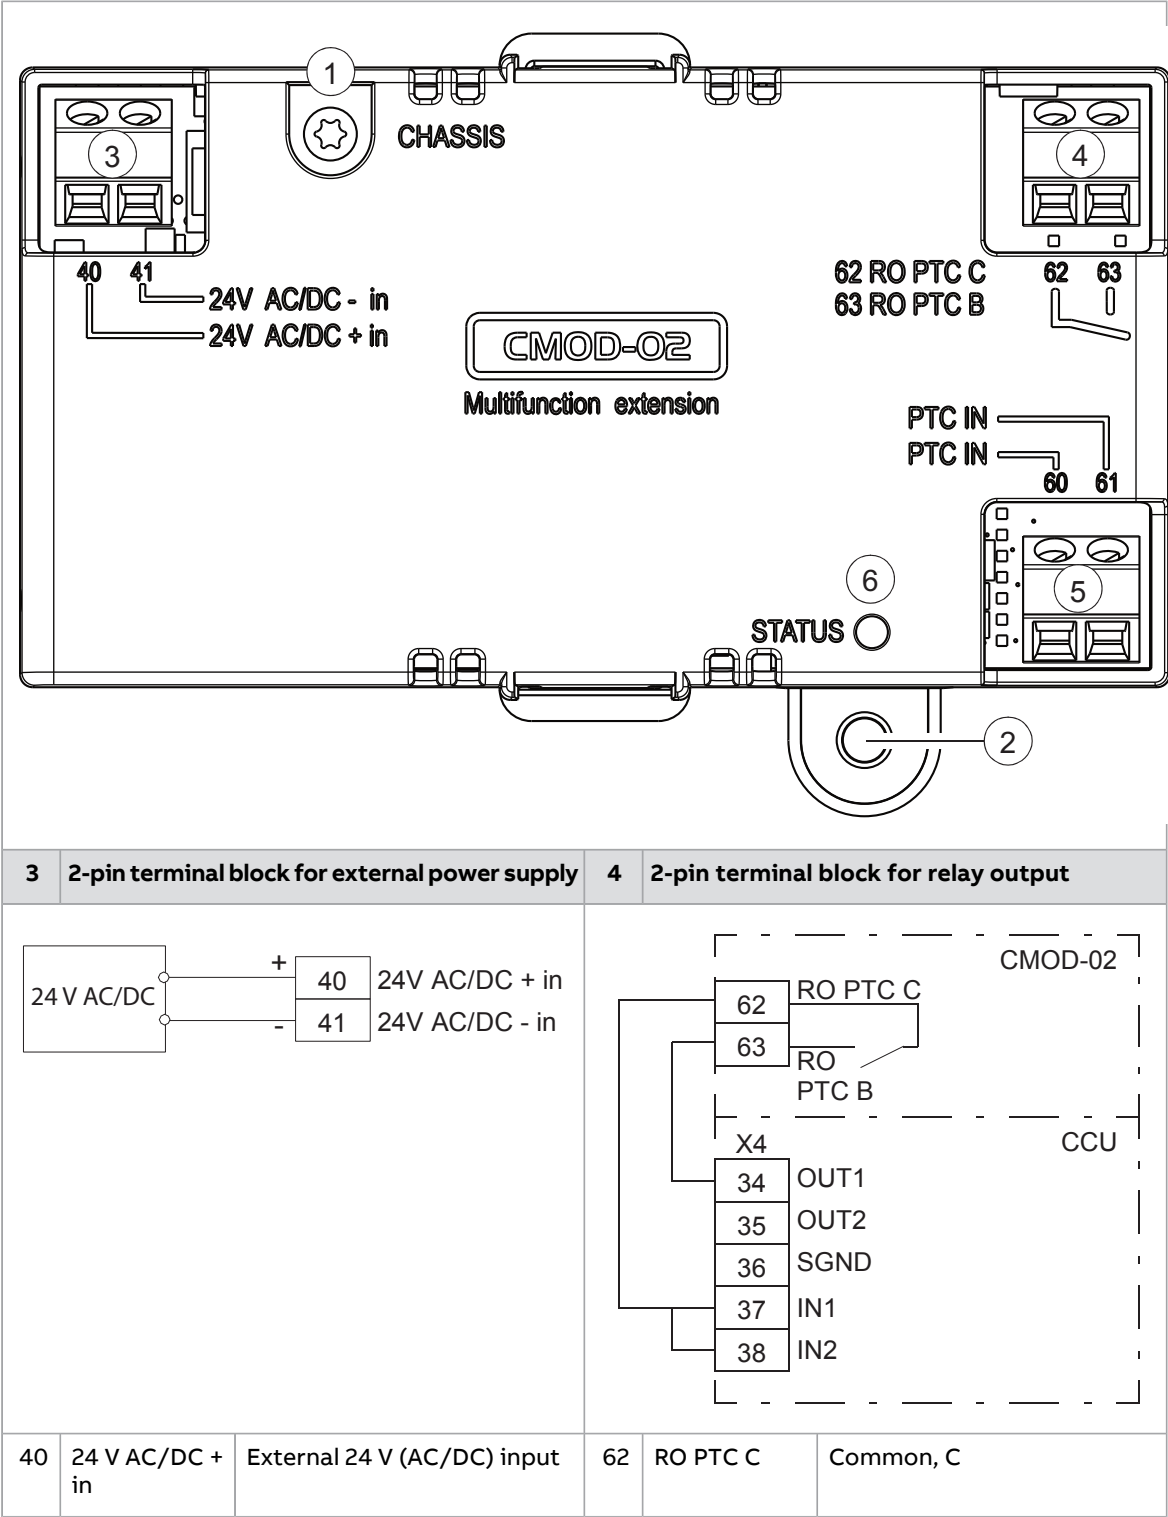 1
CHASSIS
3
4
40 41
24V AC/DC - in
24V AC/DC + in
62 RO PTC C
63 RO PTC B
62 63
CMOD-02
Multifunction extension
PTC IN
PTC IN
60 61
5
6
STATUS
2
3 2-pin terminal block for external power supply 4 2-pin terminal block for relay output
24 V AC/DC
+
-
40 24V AC/DC + in
41 24V AC/DC - in
CMOD-02
62 RO PTC C
63 RO
PTC B
X4
CCU
34 OUT1
35 OUT2
36 SGND
37 IN1
38 IN2
40 24 V AC/DC + in External 24 V (AC/DC) input 62 RO PTC C Common, C